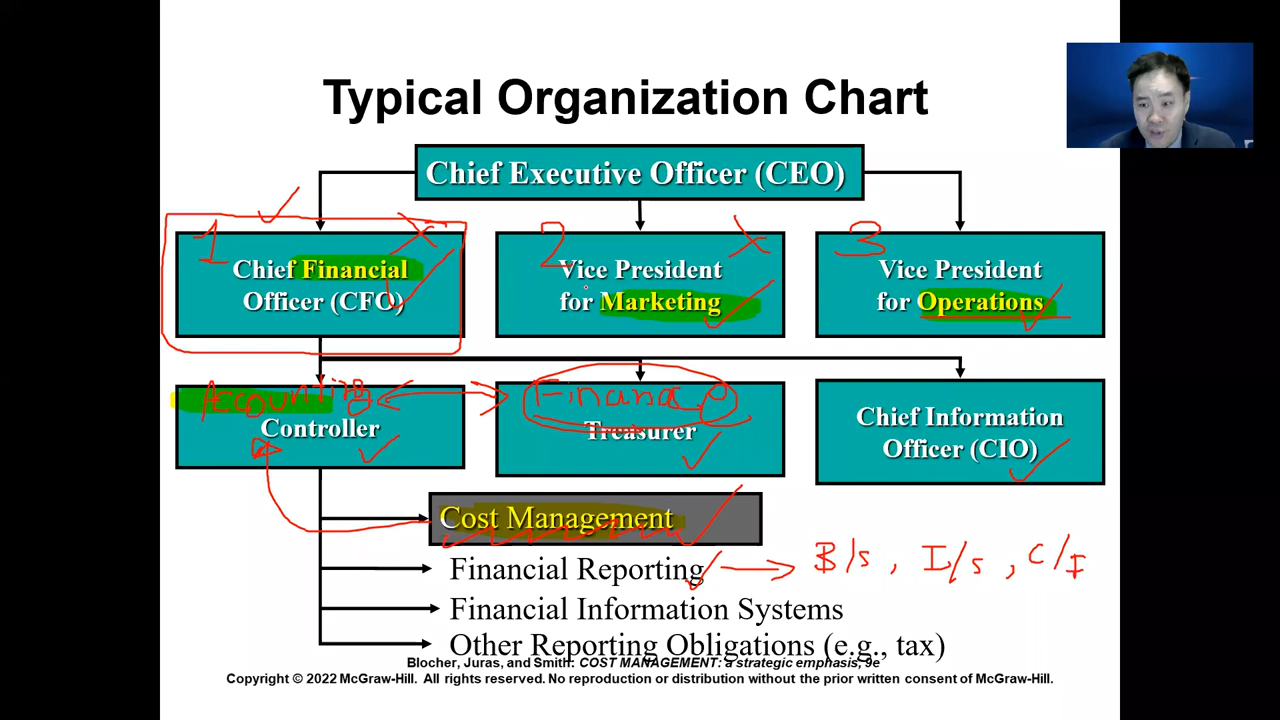 Typical Organization Chart
Chief Executive Officer (CEO)
1
2
3
Chief Financial
Officer (CFO)
Vice President
for Marketing
Vice President
for Operations
Accounting
Controller
Finance
Treasurer
Chief Information
Officer (CIO)
Cost Management
Financial Reporting
B/s , I/s , C/F
Financial Information Systems
Other Reporting Obligations (e.g., tax)
Blocher, Juras, and Smith: COST MANAGEMENT: a strategic emphasis, 9e
Copyright © 2022 McGraw-Hill. All rights reserved. No reproduction or distribution without the prior written consent of McGraw-Hill.